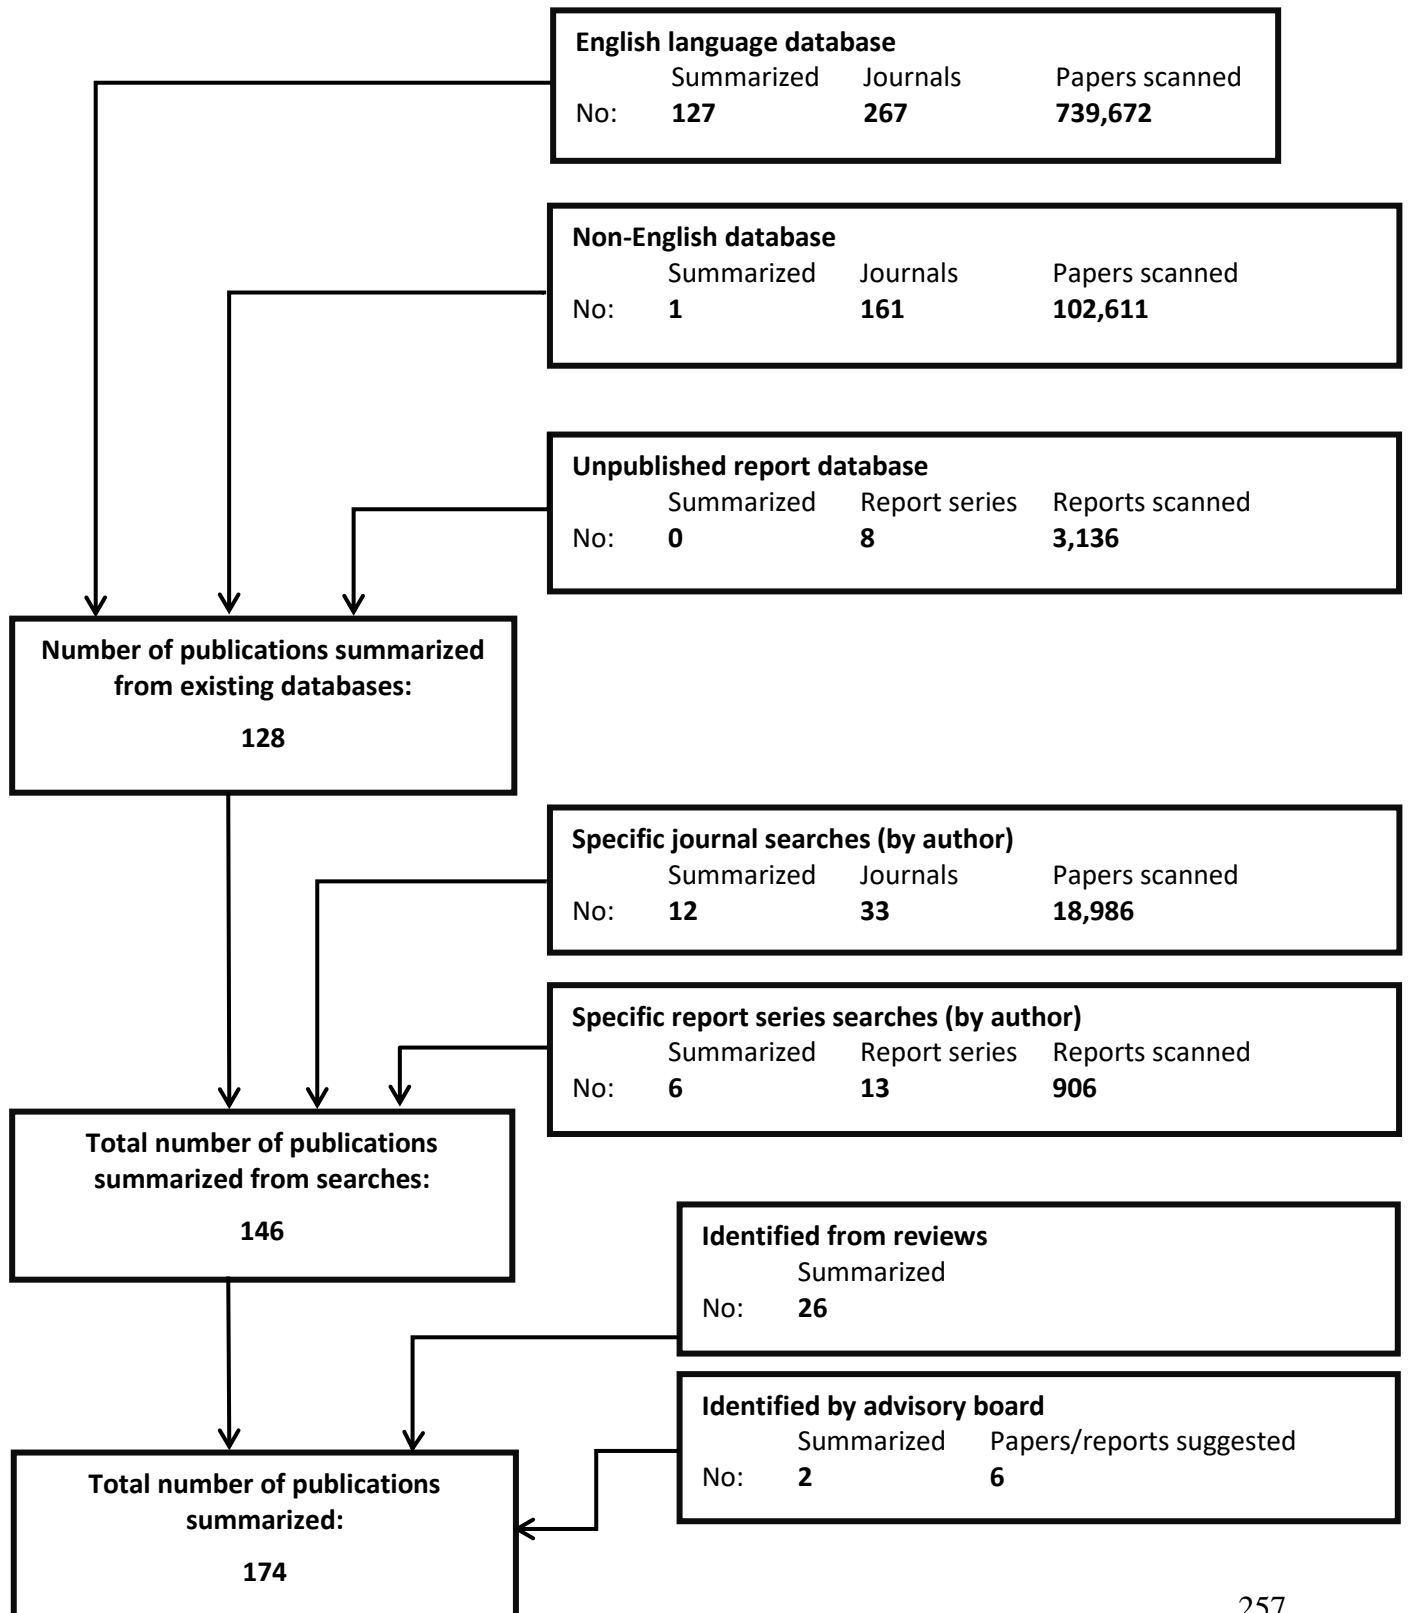 English language database
Summarized Journals Papers scanned
No: 127 267 739,672
Non-English database
Summarized Journals Papers scanned
No: 1 161 102,611
Unpublished report database
Summarized Report series Reports scanned
No: 0 8 3,136
Number of publications summarized
from existing databases:
128
Specific journal searches (by author)
Summarized Journals Papers scanned
No: 12 33 18,986
Specific report series searches (by author)
Summarized Report series Reports scanned
No: 6 13 906
Total number of publications
summarized from searches:
146
Identified from reviews
Summarized
No: 26
Identified by advisory board
Summarized Papers/reports suggested
No: 2 6
Total number of publications
summarized:
174
257